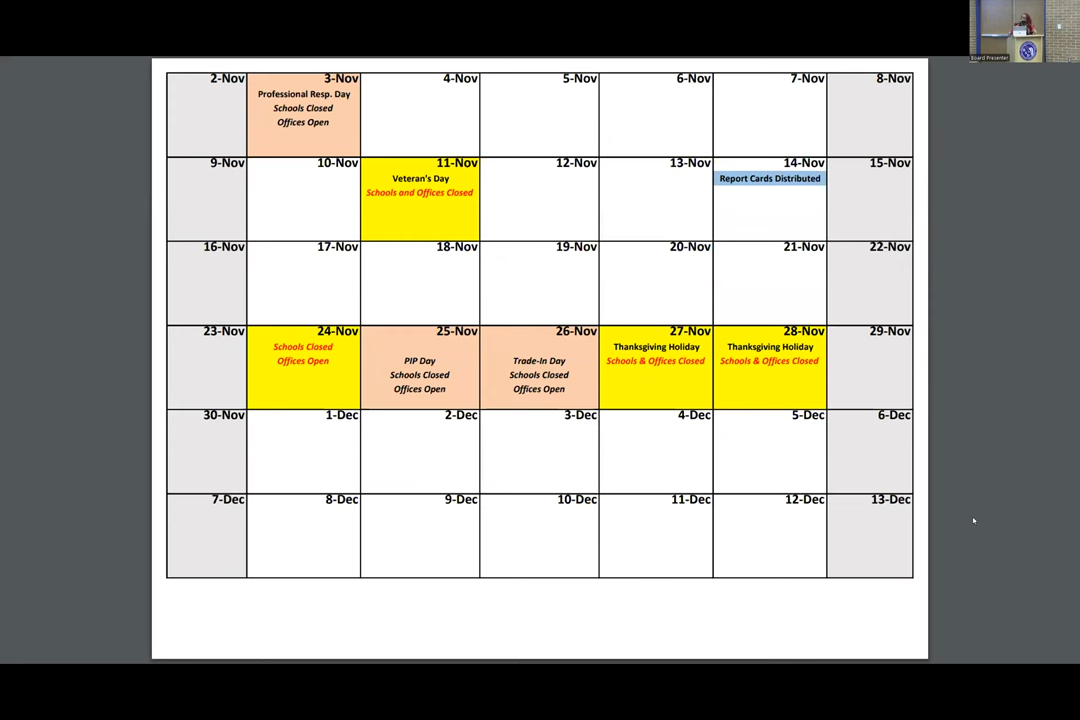 Board Presenter
2-Nov 3-Nov 4-Nov 5-Nov 6-Nov 7-Nov 8-Nov
Professional Resp. Day
Schools Closed
Offices Open
9-Nov 10-Nov 11-Nov 12-Nov 13-Nov 14-Nov 15-Nov
Veteran's Day
Schools and Offices Closed
Report Cards Distributed
16-Nov 17-Nov 18-Nov 19-Nov 20-Nov 21-Nov 22-Nov
23-Nov 24-Nov 25-Nov 26-Nov 27-Nov 28-Nov 29-Nov
Schools Closed
Offices Open
PIP Day
Schools Closed
Offices Open
Trade-In Day
Schools Closed
Offices Open
Thanksgiving Holiday
Schools & Offices Closed
Thanksgiving Holiday
Schools & Offices Closed
30-Nov 1-Dec 2-Dec 3-Dec 4-Dec 5-Dec 6-Dec
7-Dec 8-Dec 9-Dec 10-Dec 11-Dec 12-Dec 13-Dec